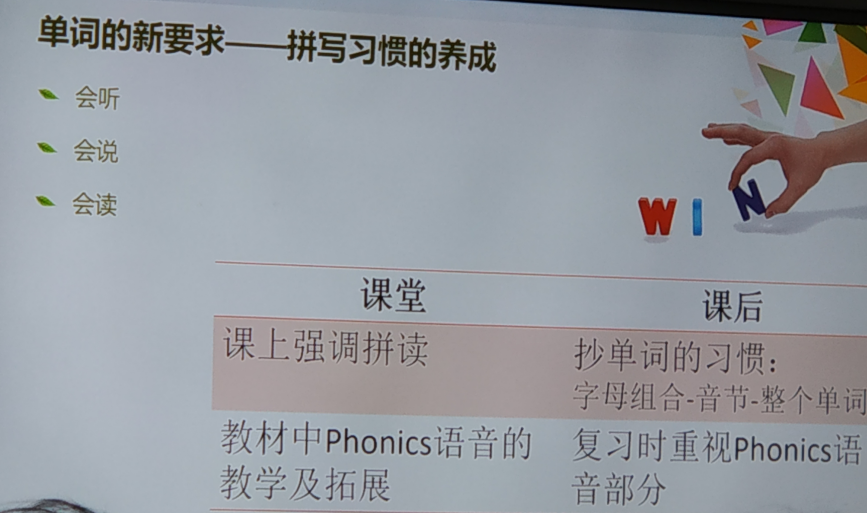 单词的新要求——拼写习惯的养成
会听
会说
会读
WIN
课堂
课后
课上强调拼读
抄单词的习惯：
字母组合-音节-整个单词
教材中Phonics语音的
教学及拓展
复习时重视Phonics语
音部分